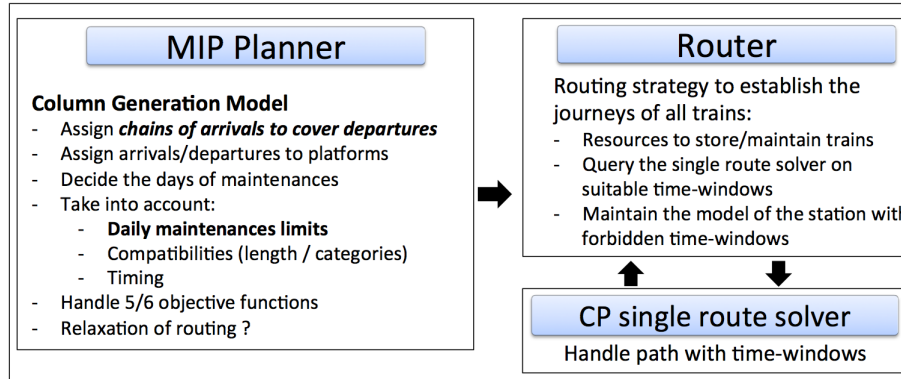 MIP Planner
Column Generation Model
- Assign chains of arrivals to cover departures
- Assign arrivals/departures to platforms
- Decide the days of maintenances
- Take into account:
- Daily maintenances limits
- Compatibilities (length / categories)
- Timing
- Handle 5/6 objective functions
- Relaxation of routing ?
Router
Routing strategy to establish the
journeys of all trains:
- Resources to store/maintain trains
- Query the single route solver on
suitable time-windows
- Maintain the model of the station with
forbidden time-windows
CP single route solver
Handle path with time-windows